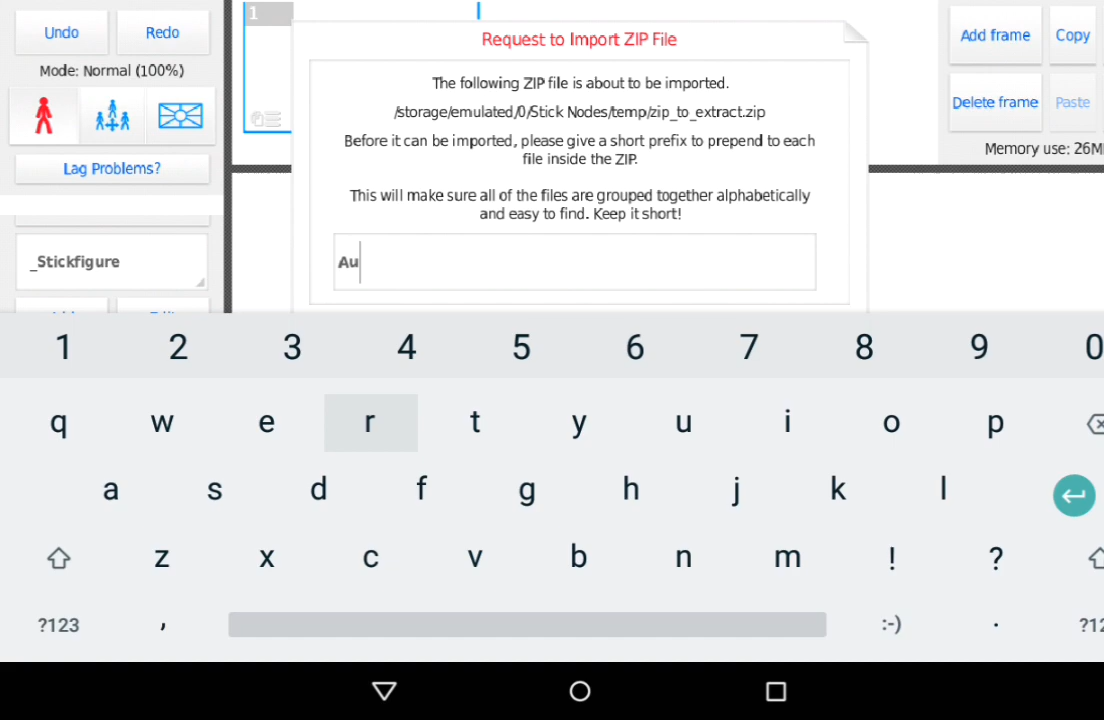 Undo
Redo
Mode: Normal (100%)
Lag Problems?
_Stickfigure
1
Request to Import ZIP File
The following ZIP file is about to be imported.
/storage/emulated/0/Stick Nodes/temp/zip_to_extract.zip
Before it can be imported, please give a short prefix to prepend to each
file inside the ZIP.
This will make sure all of the files are grouped together alphabetically
and easy to find. Keep it short!
Au
Add frame
Copy
Delete frame
Paste
Memory use: 26M
1 2 3 4 5 6 7 8 9 0
q w e r t y u i o p
a s d f g h j k l
z x c v b n m ! ?
?123 , :-) . ?12